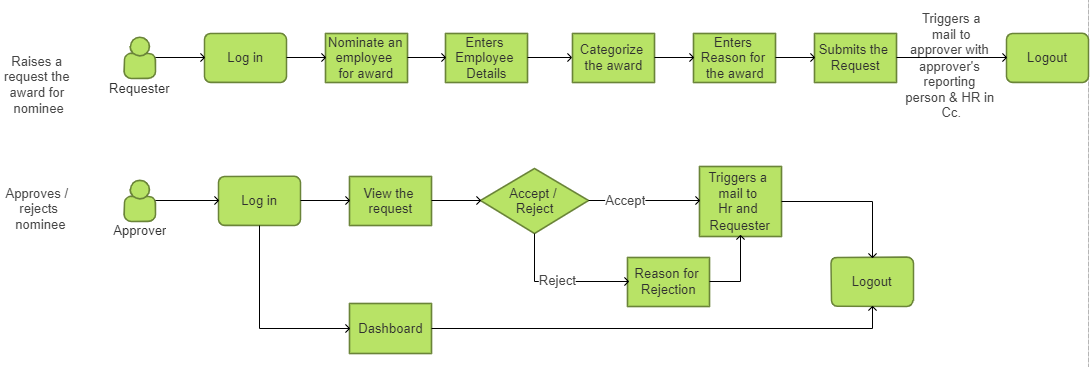 Raises a
request the
award for
nominee
Requester
Log in
Nominate an
employee
for award
Enters
Employee
Details
Categorize
the award
Enters
Reason for
the award
Submits the
Request
Triggers a
mail to
approver with
approver's
reporting
person & HR in
Cc.
Logout
Approves /
rejects
nominee
Approver
Log in
View the
request
Accept /
Reject
Accept
Triggers a
mail to
Hr and
Requester
Reject
Reason for
Rejection
Logout
Dashboard